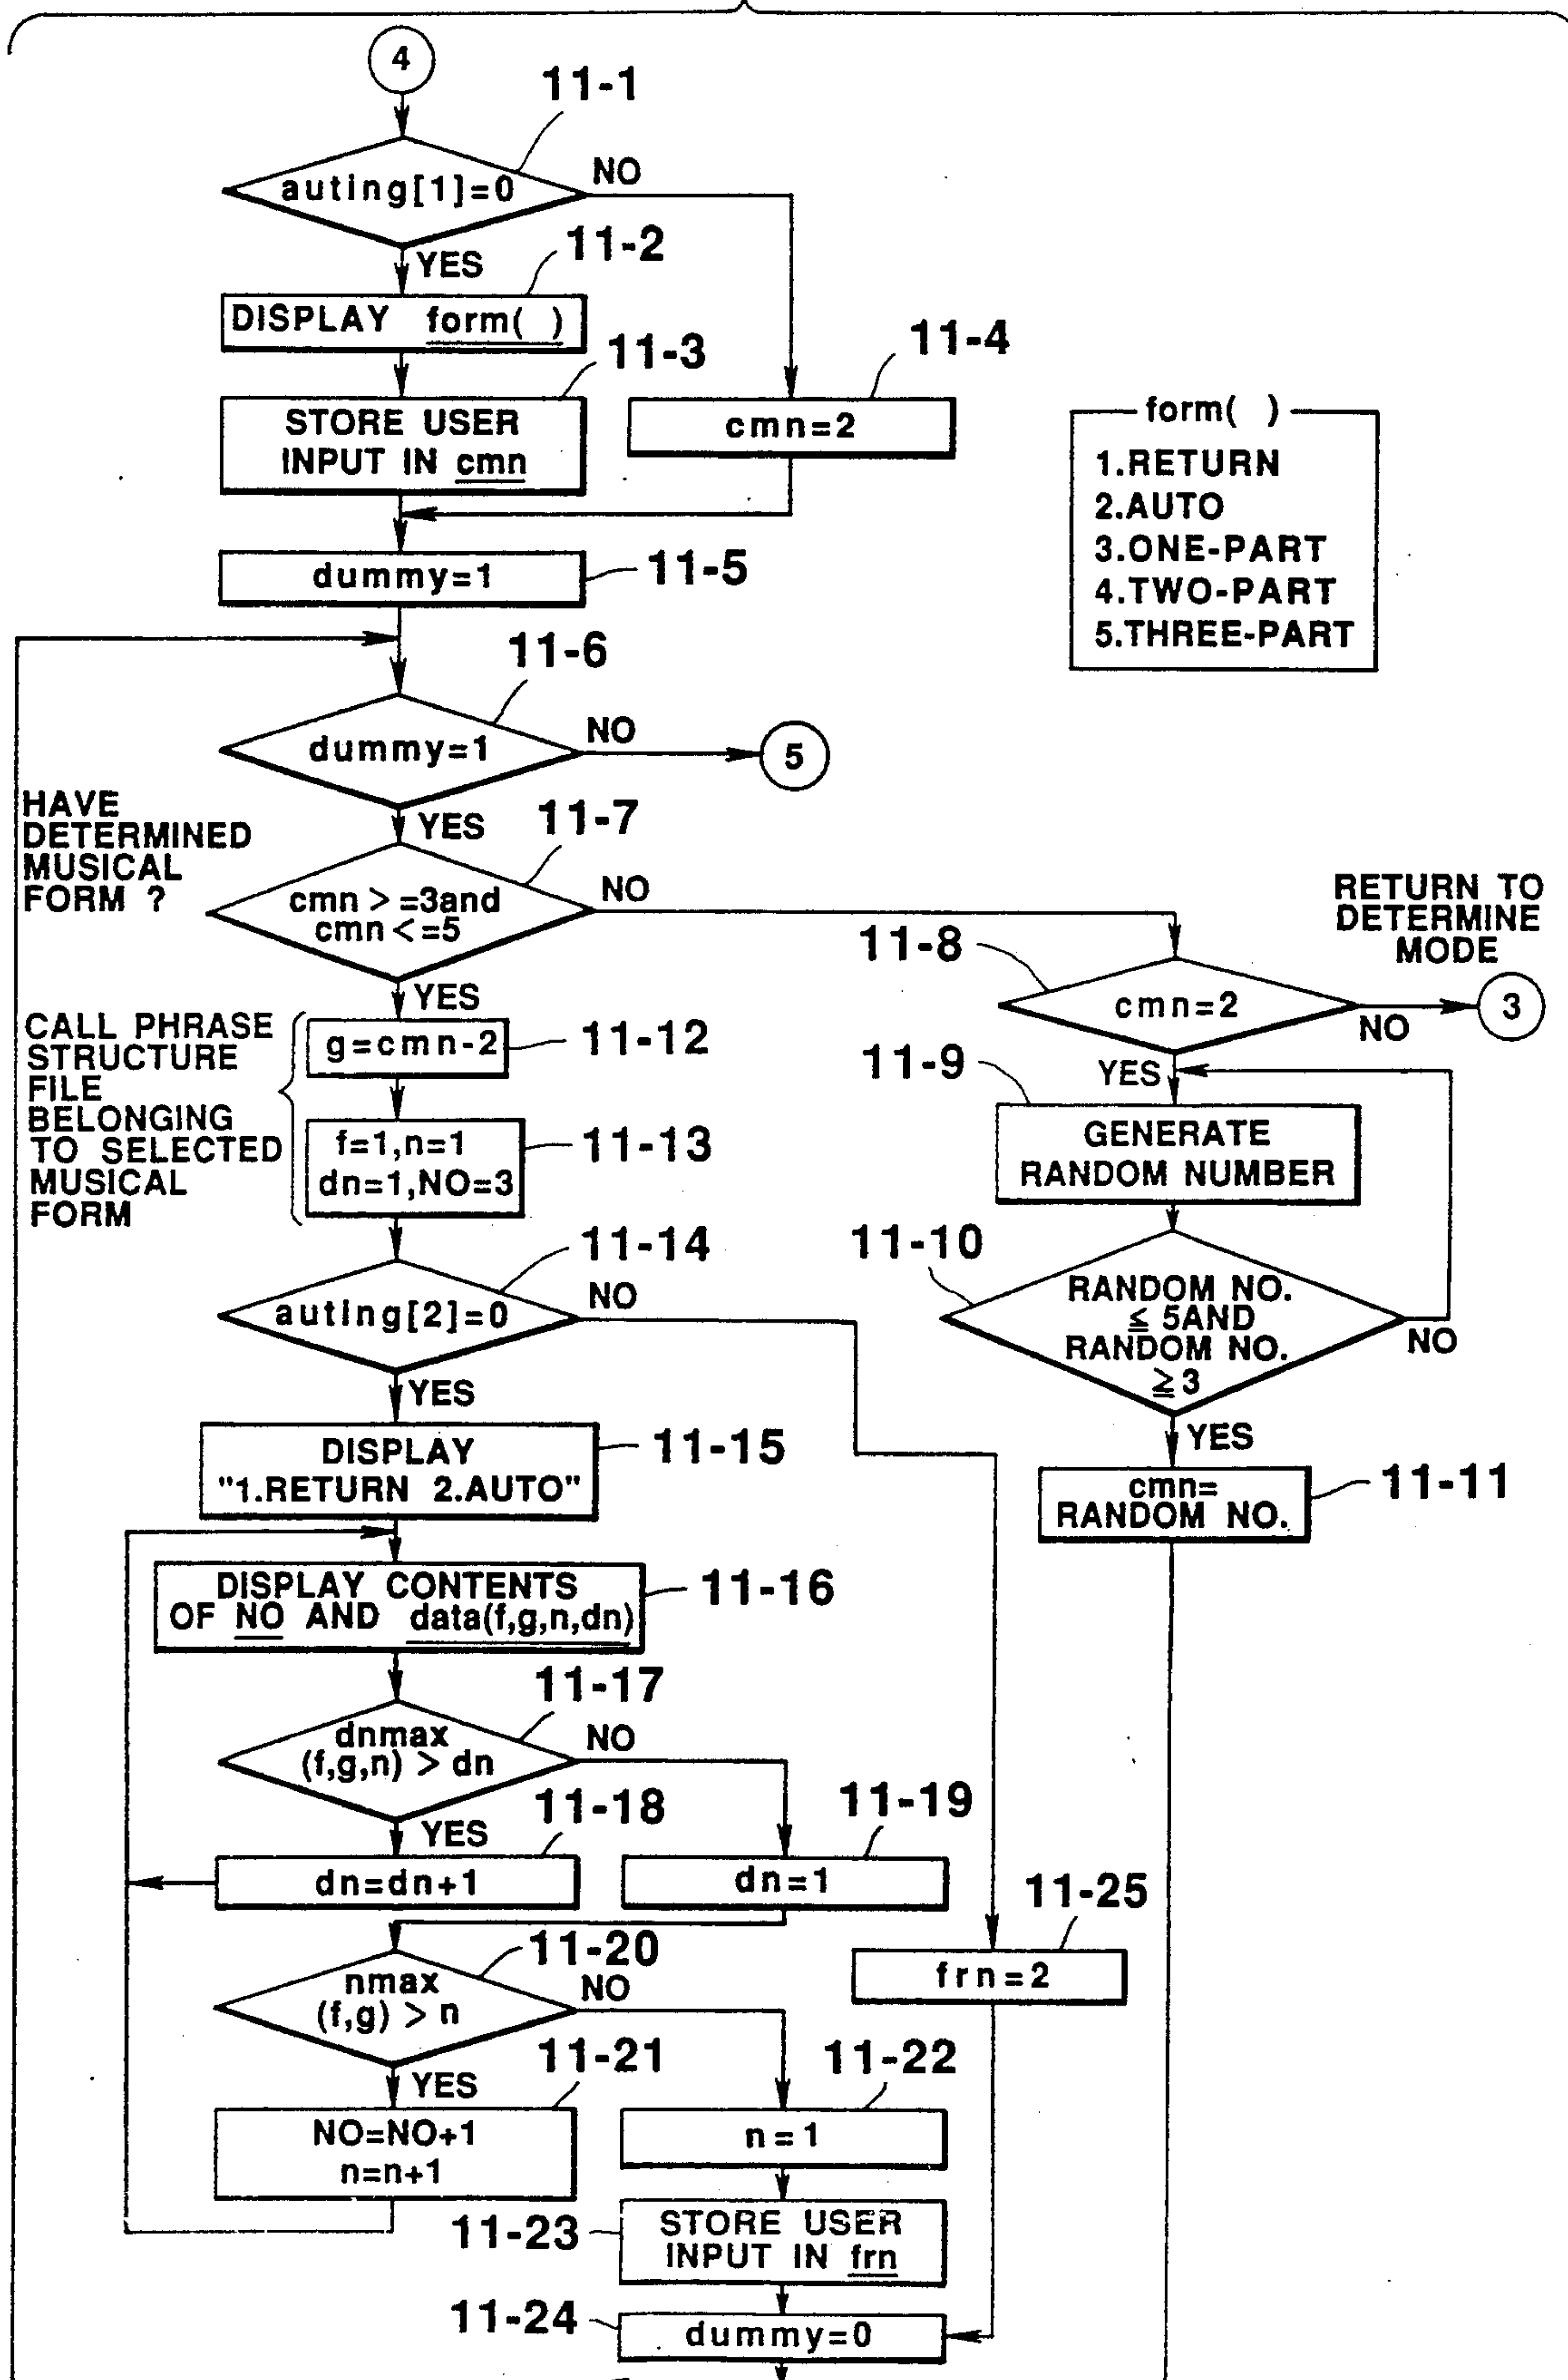 4
11-1
auting[1]=0
NO
YES
11-2
DISPLAY form( )
11-3
STORE USER
INPUT IN cmn
11-4
cmn=2
form( )
1.RETURN
2.AUTO
3.ONE-PART
4.TWO-PART
5.THREE-PART
dummy=1
11-5
11-6
dummy=1
NO
5
YES
HAVE
DETERMINED
MUSICAL
FORM ?
11-7
cmn >=3and
cmn <=5
NO
YES
RETURN TO
DETERMINE
MODE
11-8
cmn=2
NO
3
YES
CALL PHRASE
STRUCTURE
FILE
BELONGING
TO SELECTED
MUSICAL
FORM
g=cmn-2
11-12
f=1,n=1
dn=1,NO=3
11-13
11-9
GENERATE
RANDOM NUMBER
11-10
RANDOM NO.
≦ 5AND
RANDOM NO.
≧ 3
NO
YES
cmn=
RANDOM NO.
11-11
11-14
auting[2]=0
NO
YES
DISPLAY
"1.RETURN 2.AUTO"
11-15
DISPLAY CONTENTS
OF NO AND data(f,g,n,dn)
11-16
11-17
dnmax
(f,g,n) > dn
NO
YES
11-18
dn=dn+1
11-19
dn=1
11-20
nmax
(f,g) > n
NO
YES
11-25
frn=2
11-21
NO=NO+1
n=n+1
11-22
n=1
11-23
STORE USER
INPUT IN frn
11-24
dummy=0